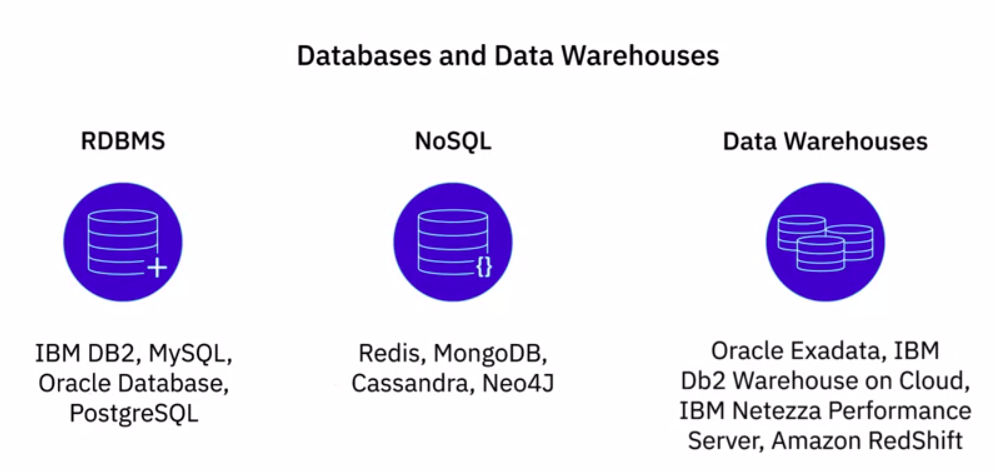 Databases and Data Warehouses
RDBMS
NoSQL
Data Warehouses
+
{}
IBM DB2, MySQL,
Oracle Database,
PostgreSQL
Redis, MongoDB,
Cassandra, Neo4J
Oracle Exadata, IBM
Db2 Warehouse on Cloud,
IBM Netezza Performance
Server, Amazon RedShift